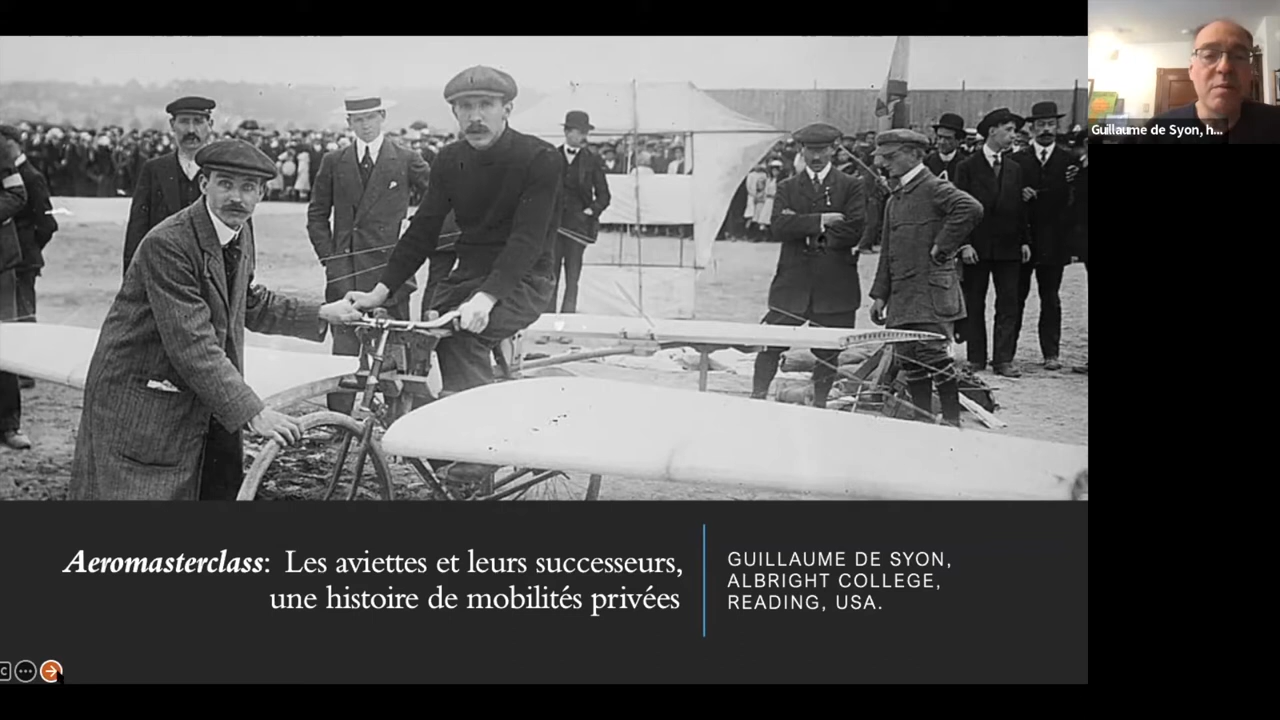 Guillaume de Syon, h...
Aeromasterclass: Les aviettes et leurs successeurs,
une histoire de mobilités privées
GUILLAUME DE SYON,
ALBRIGHT COLLEGE,
READING, USA.